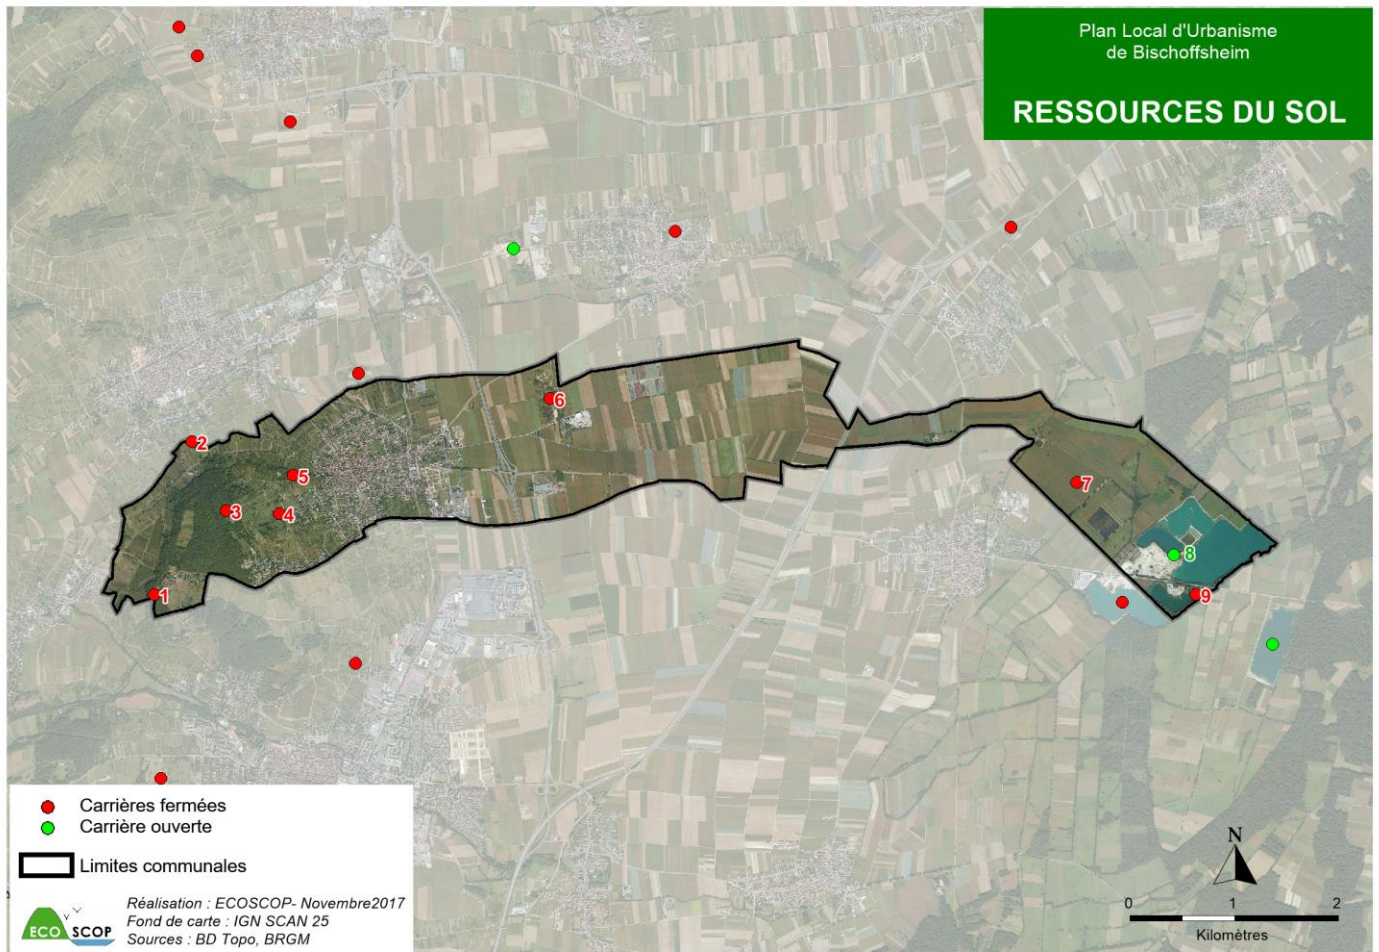 Plan Local d'Urbanisme
de Bischoffsheim
RESSOURCES DU SOL
6
2
5
7
3
4
8
1
9
Carrières fermées
Carrière ouverte
Limites communales
Réalisation : ECOSCOP- Novembre2017
Fond de carte : IGN SCAN 25
Sources : BD Topo, BRGM
ECO SCOP
N
0 1 2
Kilomètres